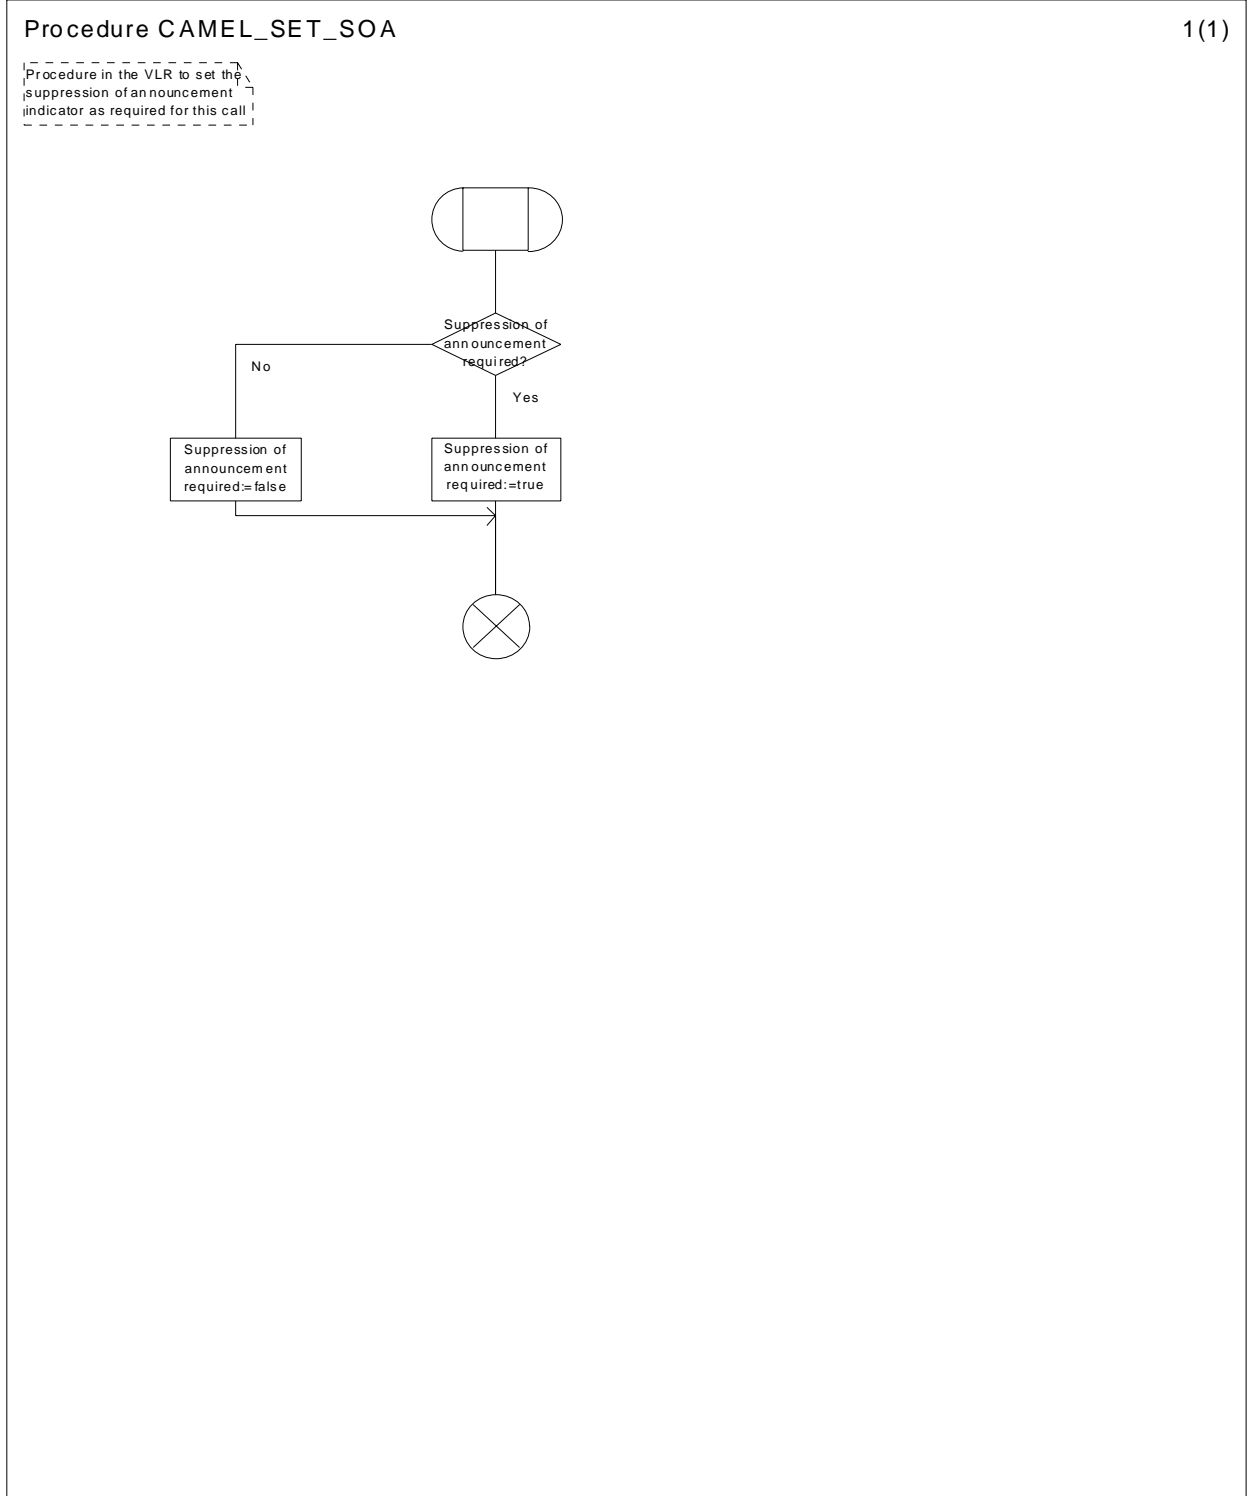 Procedure CAMEL_SET_SOA
1(1)
Procedure in the VLR to set the
suppression of announcement
indicator as required for this call
Suppression of
announcement
required?
No
Yes
Suppression of
announcement
required:=false
Suppression of
announcement
required:=true